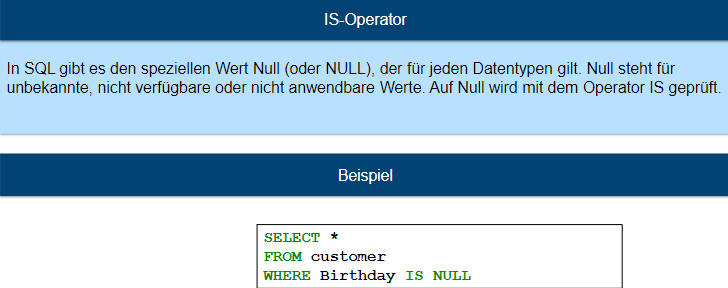 IS-Operator
In SQL gibt es den speziellen Wert Null (oder NULL), der für jeden Datentypen gilt. Null steht für
unbekannte, nicht verfügbare oder nicht anwendbare Werte. Auf Null wird mit dem Operator IS geprüft.
Beispiel
SELECT *
FROM customer
WHERE Birthday IS NULL